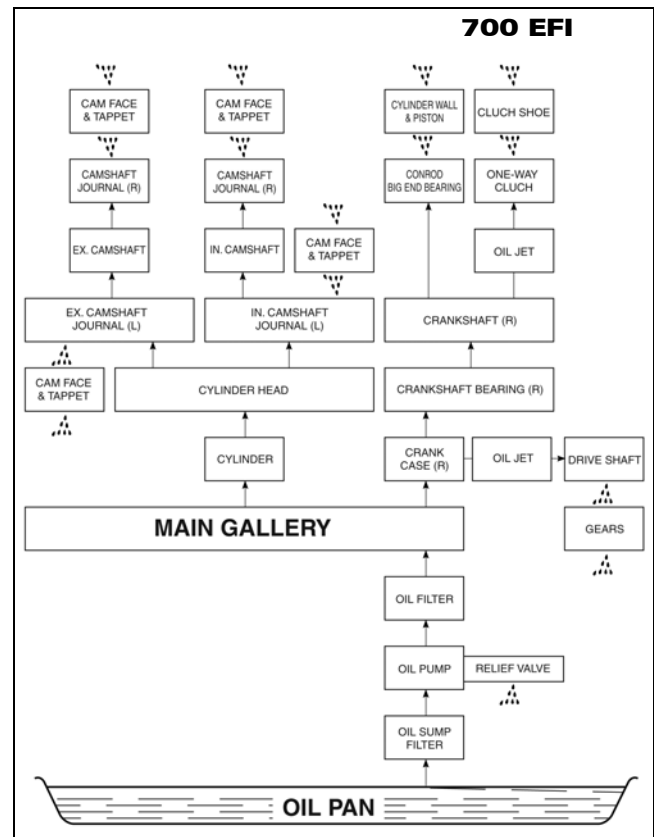 700 EFI
CAM FACE
& TAPPET
CAM FACE
& TAPPET
CYLINDER WALL
& PISTON
CLUCH SHOE
CAMSHAFT
JOURNAL (R)
CAMSHAFT
JOURNAL (R)
CONROD
BIG END BEARING
ONE-WAY
CLUCH
EX. CAMSHAFT
IN. CAMSHAFT
CAM FACE
& TAPPET
OIL JET
EX. CAMSHAFT
JOURNAL (L)
IN. CAMSHAFT
JOURNAL (L)
CRANKSHAFT (R)
CAM FACE
& TAPPET
CYLINDER HEAD
CRANKSHAFT BEARING (R)
CYLINDER
CRANK
CASE (R)
OIL JET
DRIVE SHAFT
MAIN GALLERY
GEARS
OIL FILTER
OIL PUMP
RELIEF VALVE
OIL SUMP
FILTER
OIL PAN